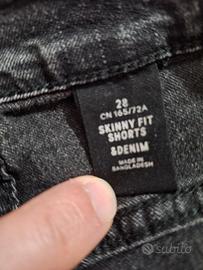 28
CN 165/72A
SKINNY FIT
SHORTS
&DENIM
MADE IN
BANGLADESH
subito